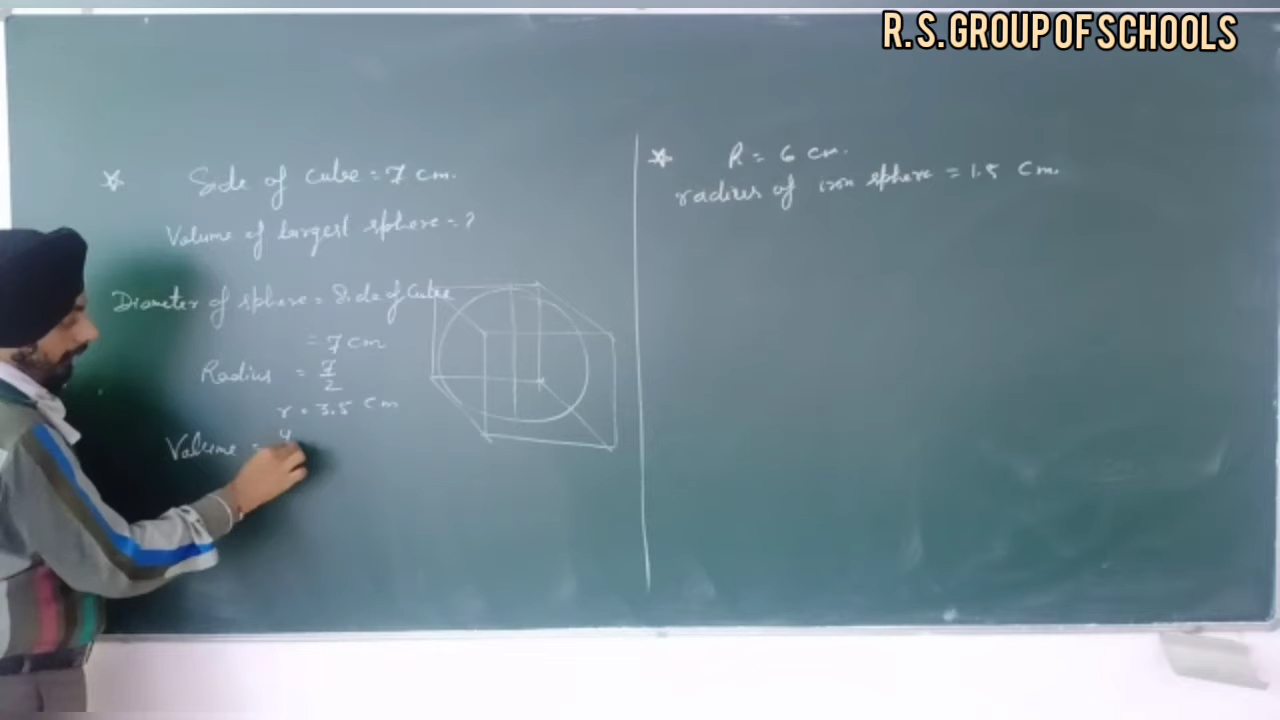 R. S. GROUP OF SCHOOLS
☆ Side of Cube = 7 cm.
Volume of largest sphere = ?
Diameter of sphere = Side of Cube
= 7 cm
Radius = 7/2
r = 3.5 cm
Volume = 4
☆ R = 6 cm.
radius of iron sphere = 1.5 cm.